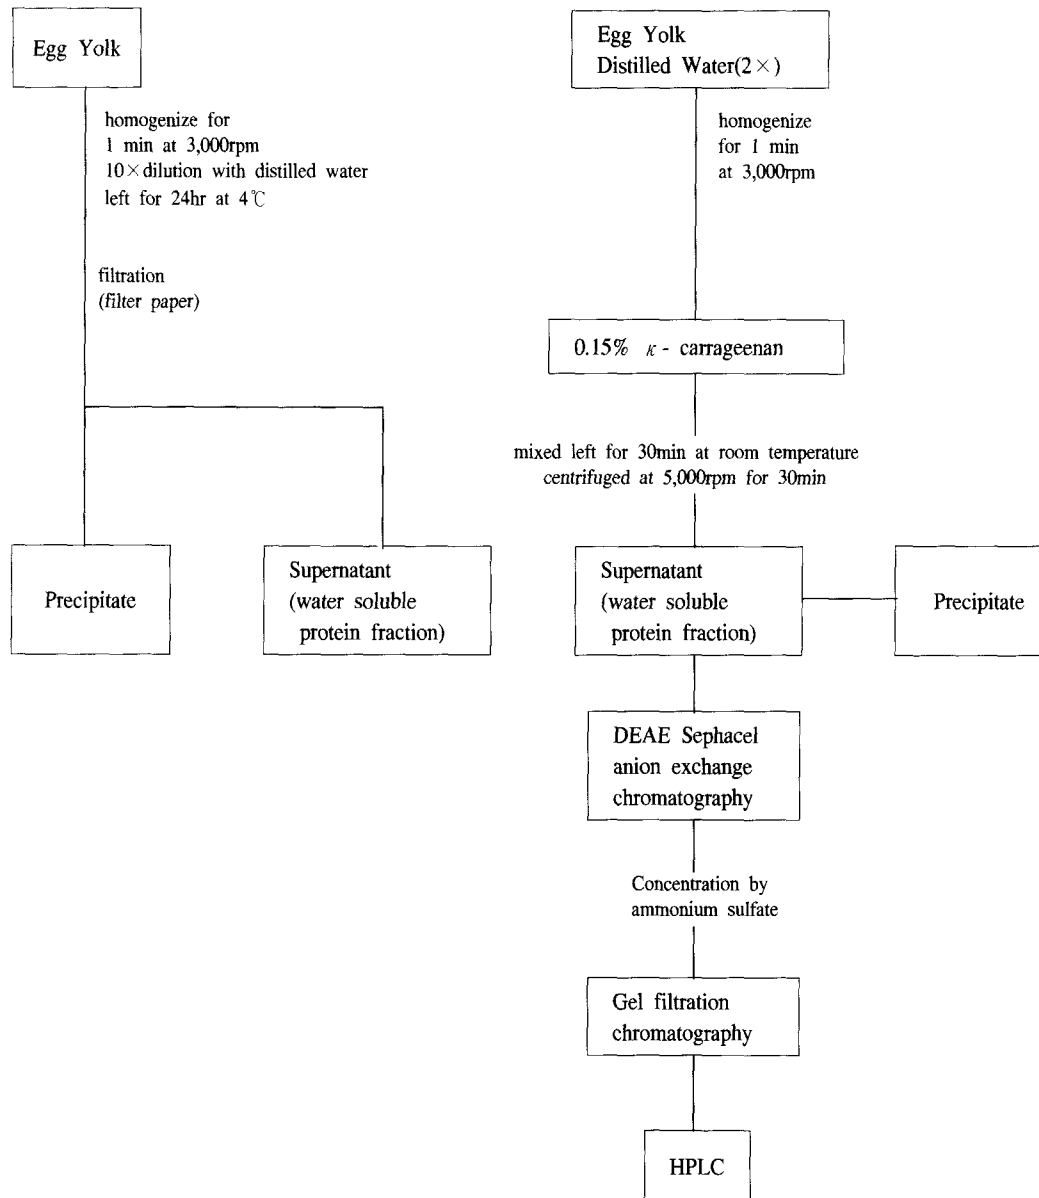 Egg Yolk
homogenize for
1 min at 3,000rpm
10×dilution with distilled water
left for 24hr at 4℃
filtration
(filter paper)
Precipitate
Supernatant
(water soluble
protein fraction)
Egg Yolk
Distilled Water(2×)
homogenize
for 1 min
at 3,000rpm
0.15% κ - carrageenan
mixed left for 30min at room temperature
centrifuged at 5,000rpm for 30min
Supernatant
(water soluble
protein fraction)
Precipitate
DEAE Sephacel
anion exchange
chromatography
Concentration by
ammonium sulfate
Gel filtration
chromatography
HPLC